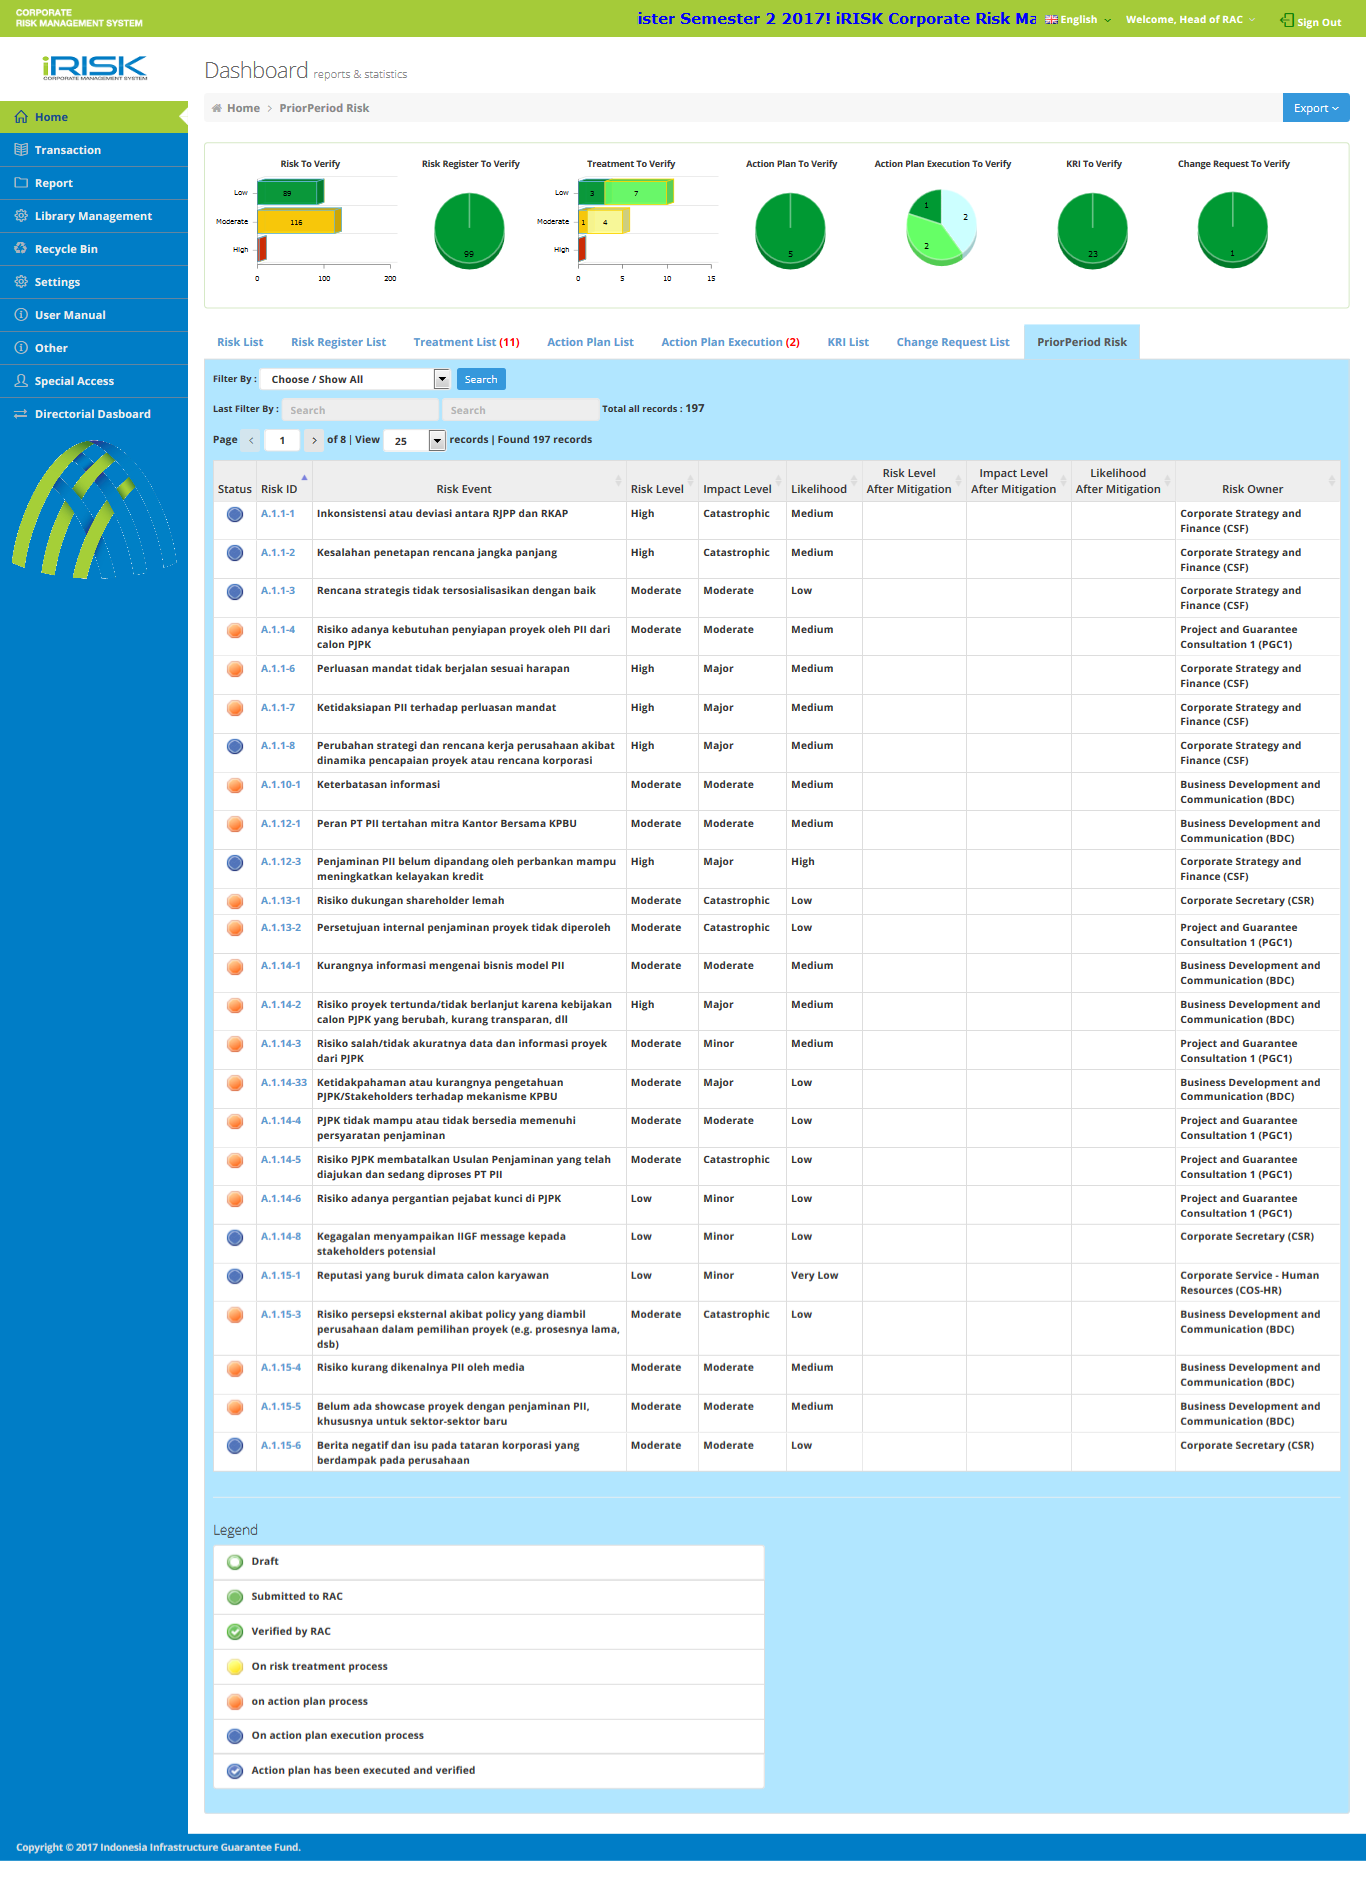 CORPORATE
RISK MANAGEMENT SYSTEM
ister Semester 2 2017! iRISK Corporate Risk Ma
English
Welcome, Head of RAC
Sign Out
iRISK
CORPORATE MANAGEMENT SYSTEM
Dashboard reports & statistics
Home > PriorPeriod Risk
Export
Home
Transaction
Report
Library Management
Recycle Bin
Settings
User Manual
Other
Special Access
Directorial Dasboard
Risk To Verify
Low 89
Moderate 116
High
0 100 200
Risk Register To Verify
99
Treatment To Verify
Low 3 7
Moderate 1 4
High
0 5 10 15
Action Plan To Verify
5
Action Plan Execution To Verify
1 2
2
KRI To Verify
23
Change Request To Verify
1
Risk List Risk Register List Treatment List (11) Action Plan List Action Plan Execution (2) KRI List Change Request List PriorPeriod Risk
Filter By : Choose / Show All Search
Last Filter By : Search Search Total all records : 197
Page < 1 > of 8 | View 25 records | Found 197 records
Status Risk ID Risk Event Risk Level Impact Level Likelihood Risk Level After Mitigation Impact Level After Mitigation Likelihood After Mitigation Risk Owner
A.1.1-1 Inkonsistensi atau deviasi antara RJPP dan RKAP High Catastrophic Medium Corporate Strategy and
Finance (CSF)
A.1.1-2 Kesalahan penetapan rencana jangka panjang High Catastrophic Medium Corporate Strategy and
Finance (CSF)
A.1.1-3 Rencana strategis tidak tersosialisasikan dengan baik Moderate Moderate Low Corporate Strategy and
Finance (CSF)
A.1.1-4 Risiko adanya kebutuhan penyiapan proyek oleh PII dari Moderate Moderate Medium Project and Guarantee
calon PJPK Consultation 1 (PGC1)
A.1.1-6 Perluasan mandat tidak berjalan sesuai harapan High Major Medium Corporate Strategy and
Finance (CSF)
A.1.1-7 Ketidaksiapan PII terhadap perluasan mandat High Major Medium Corporate Strategy and
Finance (CSF)
A.1.1-8 Perubahan strategi dan rencana kerja perusahaan akibat High Major Medium Corporate Strategy and
dinamika pencapaian proyek atau rencana korporasi Finance (CSF)
A.1.10-1 Keterbatasan informasi Moderate Moderate Medium Business Development and
Communication (BDC)
A.1.12-1 Peran PT PII tertahan mitra Kantor Bersama KPBU Moderate Moderate Medium Business Development and
Communication (BDC)
A.1.12-3 Penjaminan PII belum dipandang oleh perbankan mampu High Major High Corporate Strategy and
meningkatkan kelayakan kredit Finance (CSF)
A.1.13-1 Risiko dukungan shareholder lemah Moderate Catastrophic Low Corporate Secretary (CSR)
A.1.13-2 Persetujuan internal penjaminan proyek tidak diperoleh Moderate Catastrophic Low Project and Guarantee
Consultation 1 (PGC1)
A.1.14-1 Kurangnya informasi mengenai bisnis model PII Moderate Moderate Medium Business Development and
Communication (BDC)
A.1.14-2 Risiko proyek tertunda/tidak berlanjut karena kebijakan High Major Medium Business Development and
calon PJPK yang berubah, kurang transparan, dll Communication (BDC)
A.1.14-3 Risiko salah/tidak akuratnya data dan informasi proyek Moderate Minor Medium Project and Guarantee
dari PJPK Consultation 1 (PGC1)
A.1.14-33 Ketidakpahaman atau kurangnya pengetahuan Moderate Major Low Business Development and
PJPK/Stakeholders terhadap mekanisme KPBU Communication (BDC)
A.1.14-4 PJPK tidak mampu atau tidak bersedia memenuhi Moderate Moderate Low Project and Guarantee
persyaratan penjaminan Consultation 1 (PGC1)
A.1.14-5 Risiko PJPK membatalkan Usulan Penjaminan yang telah Moderate Catastrophic Low Project and Guarantee
diajukan dan sedang diproses PT PII Consultation 1 (PGC1)
A.1.14-6 Risiko adanya pergantian pejabat kunci di PJPK Low Minor Low Project and Guarantee
Consultation 1 (PGC1)
A.1.14-8 Kegagalan menyampaikan IIGF message kepada Low Minor Low Corporate Secretary (CSR)
stakeholders potensial
A.1.15-1 Reputasi yang buruk dimata calon karyawan Low Minor Very Low Corporate Service - Human
Resources (COS-HR)
A.1.15-3 Risiko persepsi eksternal akibat policy yang diambil Moderate Catastrophic Low Business Development and
perusahaan dalam pemilihan proyek (e.g. prosesnya lama, Communication (BDC)
dsb)
A.1.15-4 Risiko kurang dikenalnya PII oleh media Moderate Moderate Medium Business Development and
Communication (BDC)
A.1.15-5 Belum ada showcase proyek dengan penjaminan PII, Moderate Moderate Medium Business Development and
khususnya untuk sektor-sektor baru Communication (BDC)
A.1.15-6 Berita negatif dan isu pada tataran korporasi yang Moderate Moderate Low Corporate Secretary (CSR)
berdampak pada perusahaan
Legend
Draft
Submitted to RAC
Verified by RAC
On risk treatment process
on action plan process
On action plan execution process
Action plan has been executed and verified
Copyright © 2017 Indonesia Infrastructure Guarantee Fund.